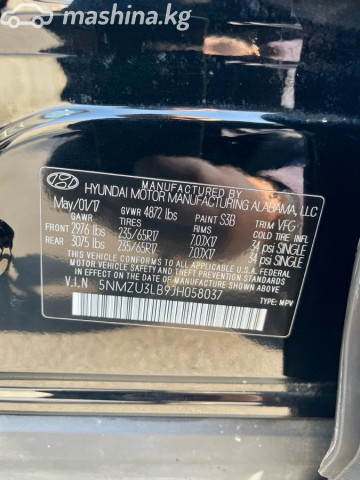 mashina.kg
MANUFACTURED BY
HYUNDAI MOTOR MANUFACTURING ALABAMA, LLC
May/01/17 GVWR 4872 lbs PAINT S3B TRIM VFG
GAWR TIRES RIMS COLD TIRE INFL
FRONT 2976 lbs 235/65R17 7.0JX17 34 psi SINGLE
REAR 3075 lbs 235/65R17 7.0JX17 34 psi SINGLE
THIS VEHICLE CONFORMS TO ALL APPLICABLE U.S.A. FEDERAL
MOTOR VEHICLE SAFETY STANDARDS IN EFFECT ON THE DATE OF
MANUFACTURE SHOWN ABOVE.
V.I.N 5NMZU3LB9JH058037 TYPE: MPV